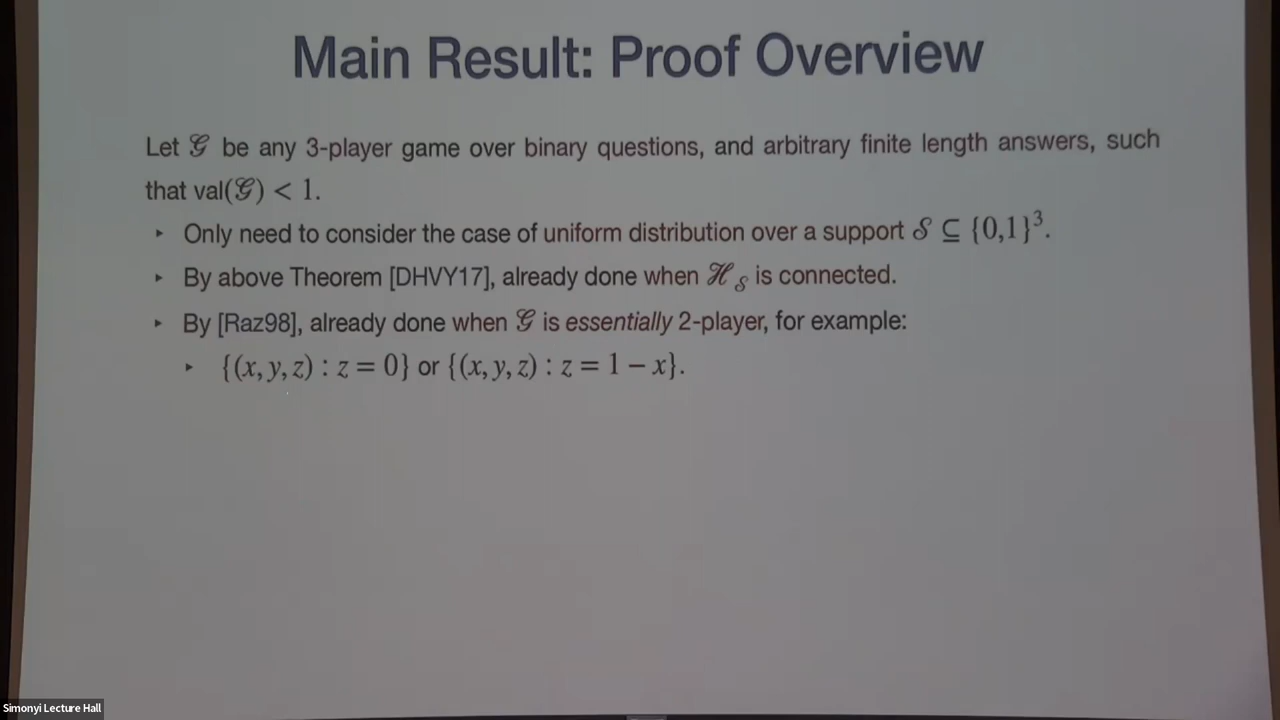 Main Result: Proof Overview
Let 𝒢 be any 3-player game over binary questions, and arbitrary finite length answers, such
that val(𝒢) < 1.
‣ Only need to consider the case of uniform distribution over a support 𝒮 ⊆ {0,1}³.
‣ By above Theorem [DHVY17], already done when ℋ_𝒮 is connected.
‣ By [Raz98], already done when 𝒢 is essentially 2-player, for example:
‣ {(x, y, z) : z = 0} or {(x, y, z) : z = 1 − x}.
Simonyi Lecture Hall